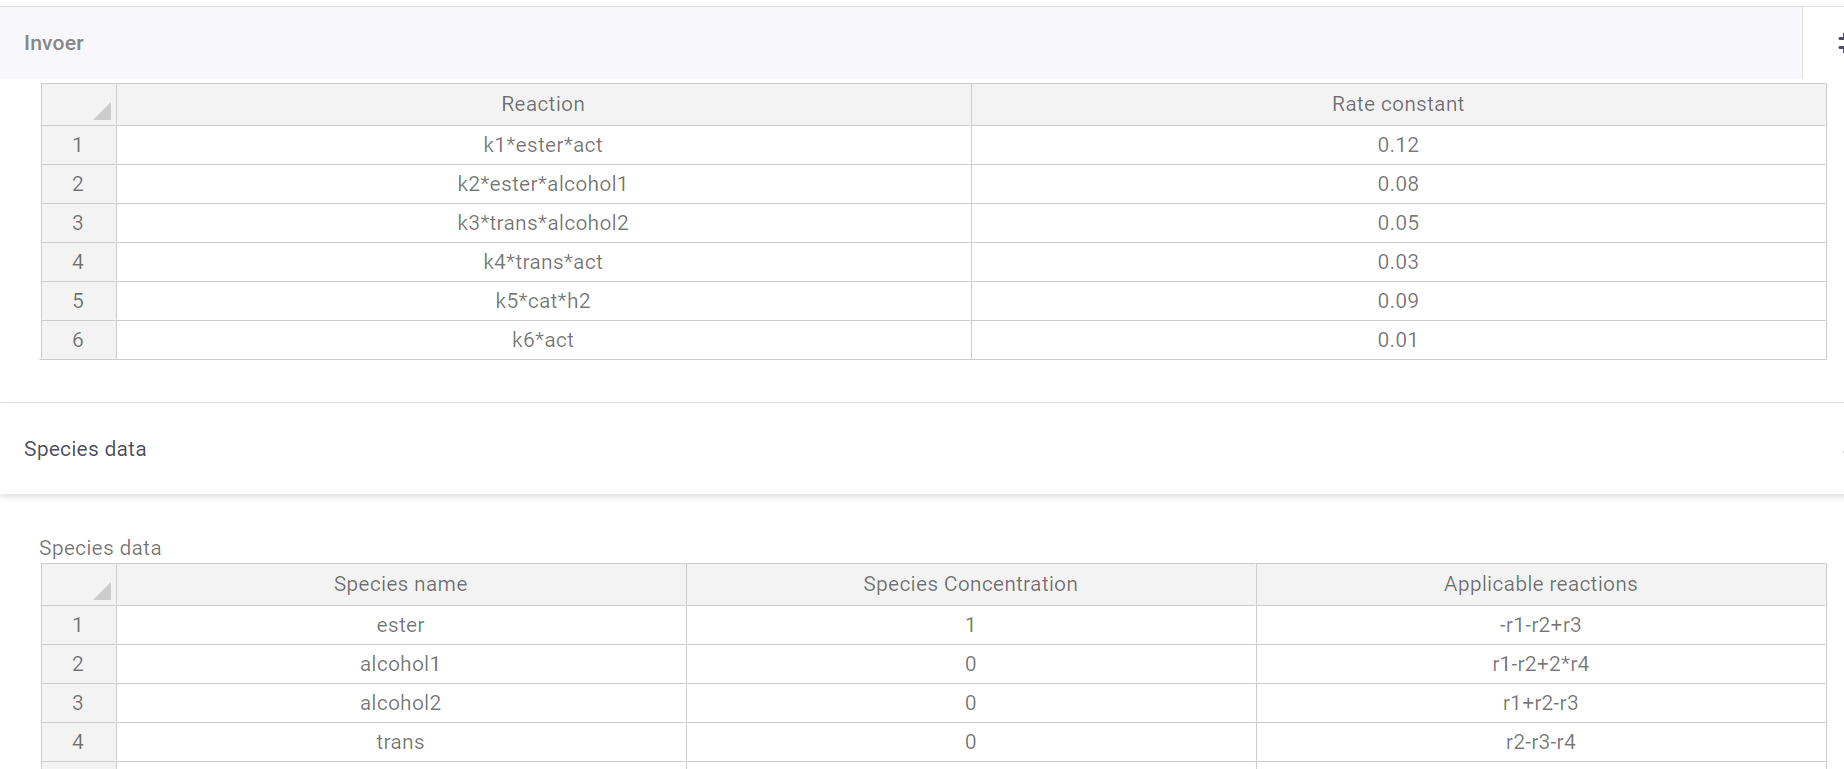 Invoer
Reaction Rate constant
1 k1*ester*act 0.12
2 k2*ester*alcohol1 0.08
3 k3*trans*alcohol2 0.05
4 k4*trans*act 0.03
5 k5*cat*h2 0.09
6 k6*act 0.01
Species data
Species data
Species name Species Concentration Applicable reactions
1 ester 1 -r1-r2+r3
2 alcohol1 0 r1-r2+2*r4
3 alcohol2 0 r1+r2-r3
4 trans 0 r2-r3-r4